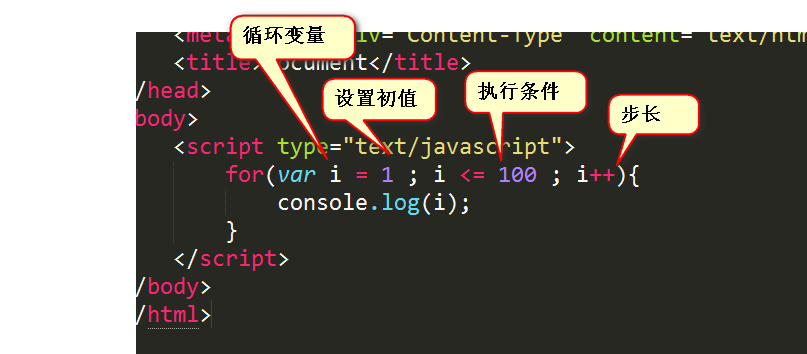 循环变量
<meta iv="Content-Type" content="text/htm
<title>ocument</title>
设置初值
执行条件
步长
/head>
body>
<script type="text/javascript">
for(var i = 1 ; i <= 100 ; i++){
console.log(i);
}
</script>
/body>
/html>